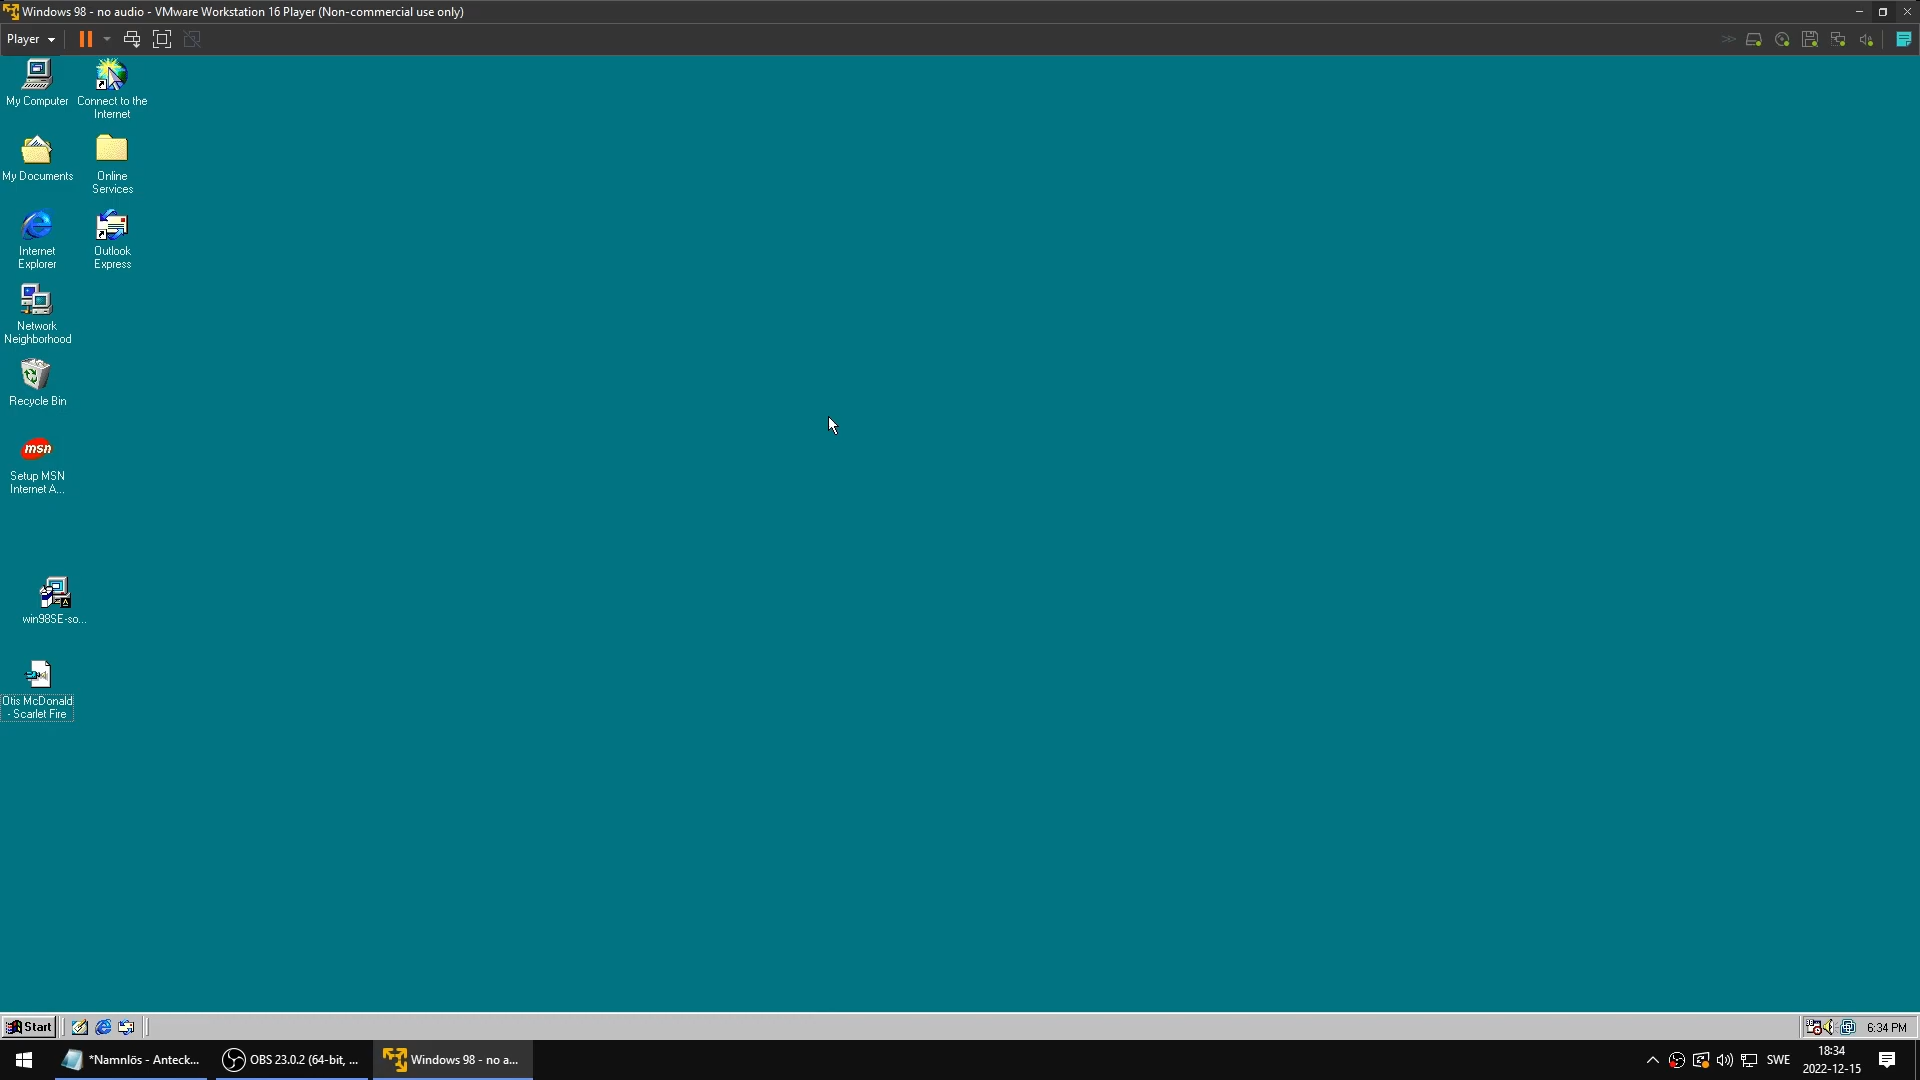 Windows 98 - no audio - VMware Workstation 16 Player (Non-commercial use only)
Player
My Computer
Connect to the
Internet
My Documents
Online
Services
Internet
Explorer
Outlook
Express
Network
Neighborhood
Recycle Bin
msn
Setup MSN
Internet A...
win98SE-so...
Otis McDonald
- Scarlet Fire
Start
6:34 PM
*Namnlös - Anteck...
OBS 23.0.2 (64-bit, ...
Windows 98 - no a...
SWE
18:34
2022-12-15